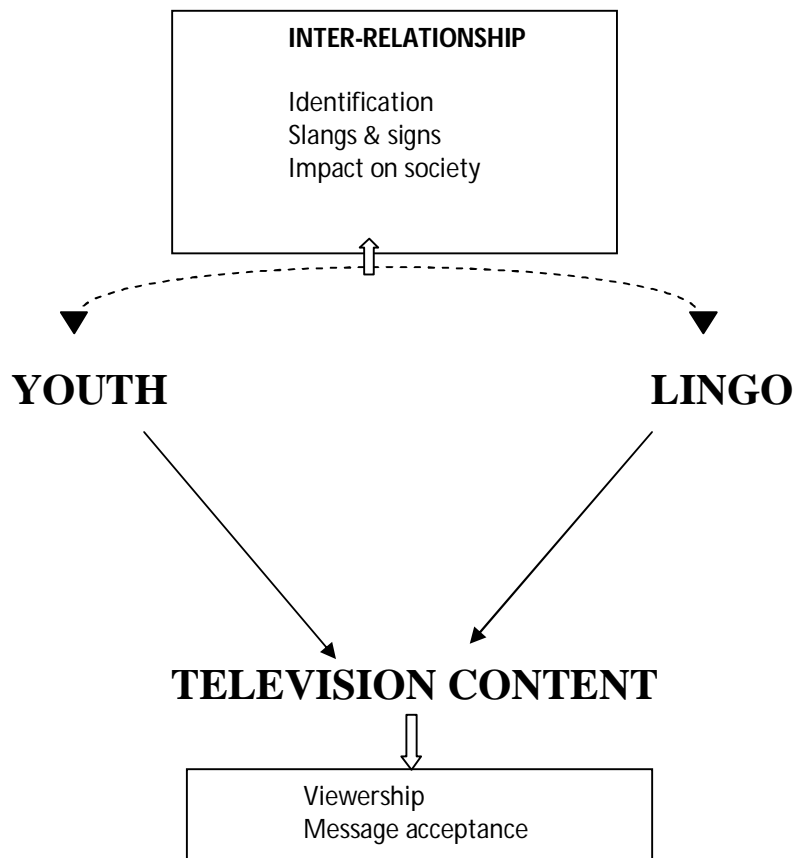 INTER-RELATIONSHIP
Identification
Slangs & signs
Impact on society
YOUTH LINGO
TELEVISION CONTENT
Viewership
Message acceptance